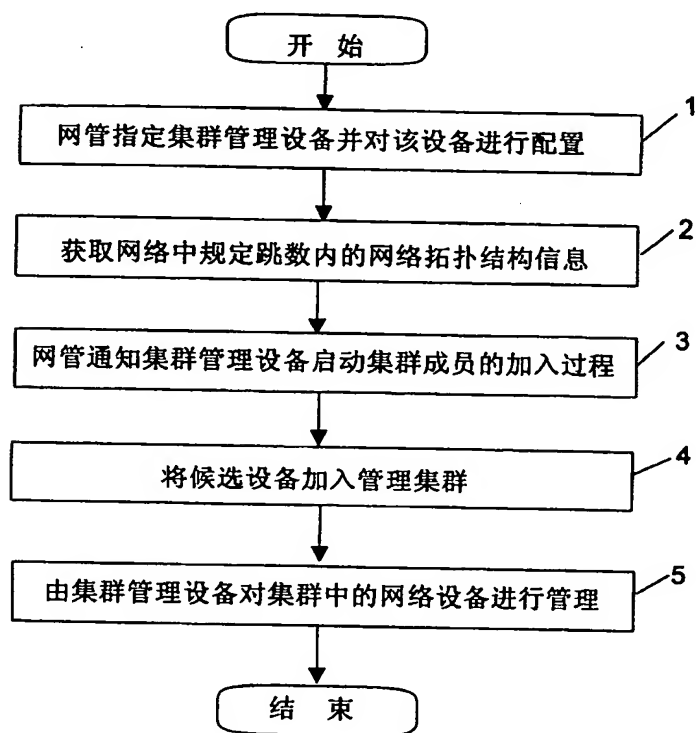 开 始
网管指定集群管理设备并对该设备进行配置
1
获取网络中规定跳数内的网络拓扑结构信息
2
网管通知集群管理设备启动集群成员的加入过程
3
将候选设备加入管理集群
4
由集群管理设备对集群中的网络设备进行管理
5
结 束